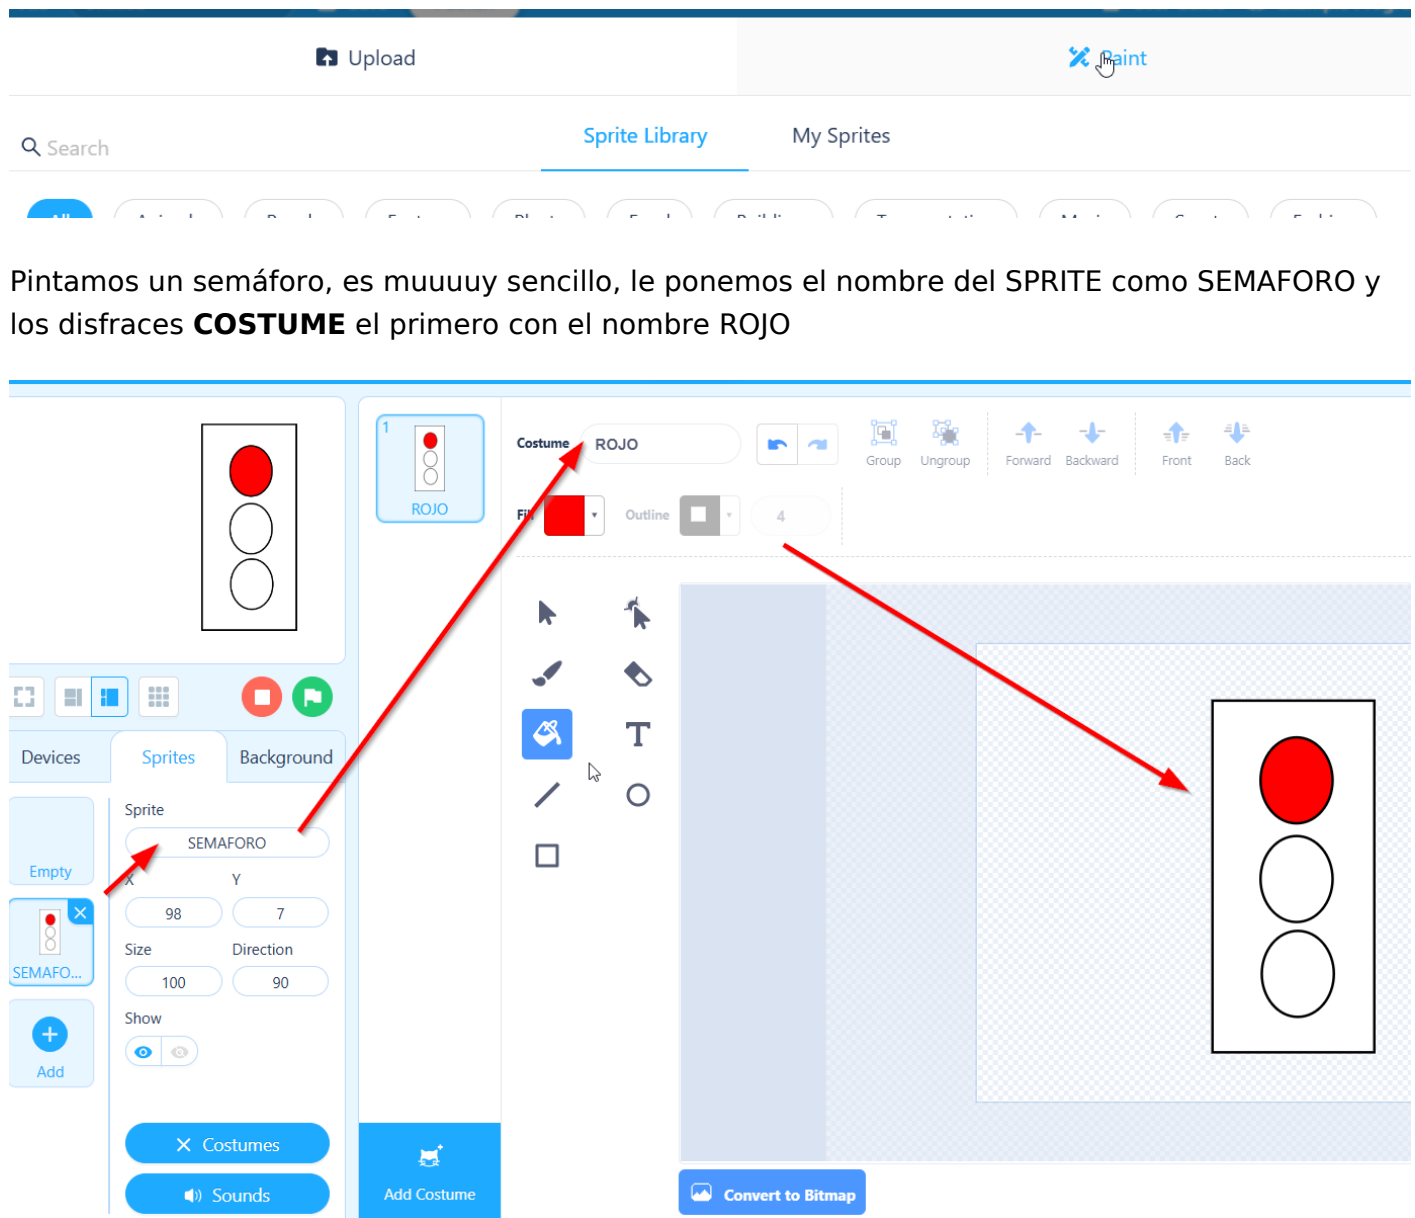 Upload
Paint
Search
Sprite Library
My Sprites
All
Pintamos un semáforo, es muuuuy sencillo, le ponemos el nombre del SPRITE como SEMAFORO y
los disfraces COSTUME el primero con el nombre ROJO
1
ROJO
Costume ROJO
Group Ungroup Forward Backward Front Back
Fill Outline 4
Devices Sprites Background
Sprite
SEMAFORO
Empty
X Y
98 7
Size Direction
SEMAFO...
100 90
Show
Add
Costumes
Sounds
Add Costume
Convert to Bitmap